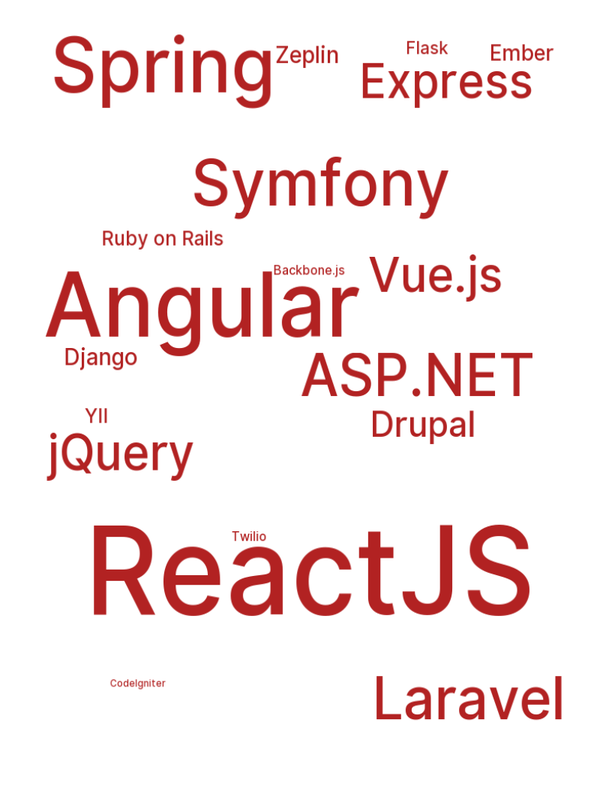 Spring
Zeplin
Flask
Ember
Express
Symfony
Ruby on Rails
Backbone.js
Vue.js
Angular
Django
ASP.NET
YII
Drupal
jQuery
Twilio
ReactJS
CodeIgniter
Laravel